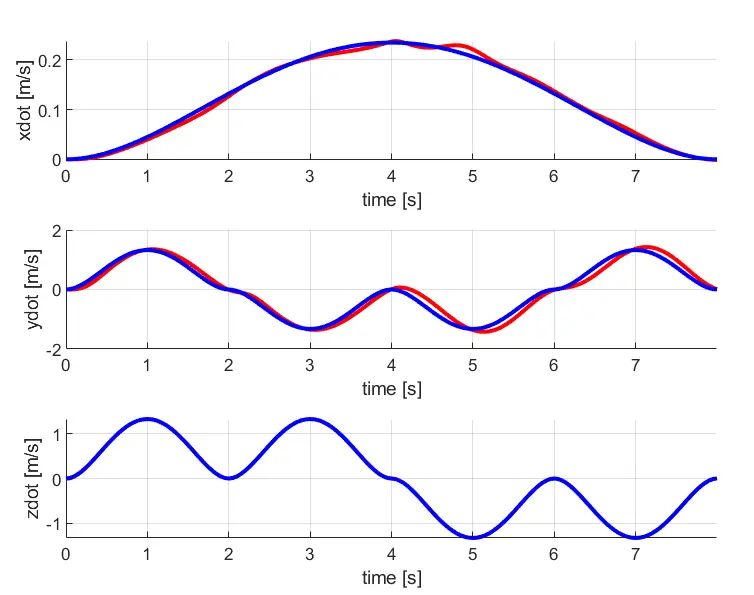 xdot [m/s]
0.2
0.1
0
0 1 2 3 4 5 6 7
time [s]
ydot [m/s]
2
0
-2
0 1 2 3 4 5 6 7
time [s]
zdot [m/s]
1
0
-1
0 1 2 3 4 5 6 7
time [s]